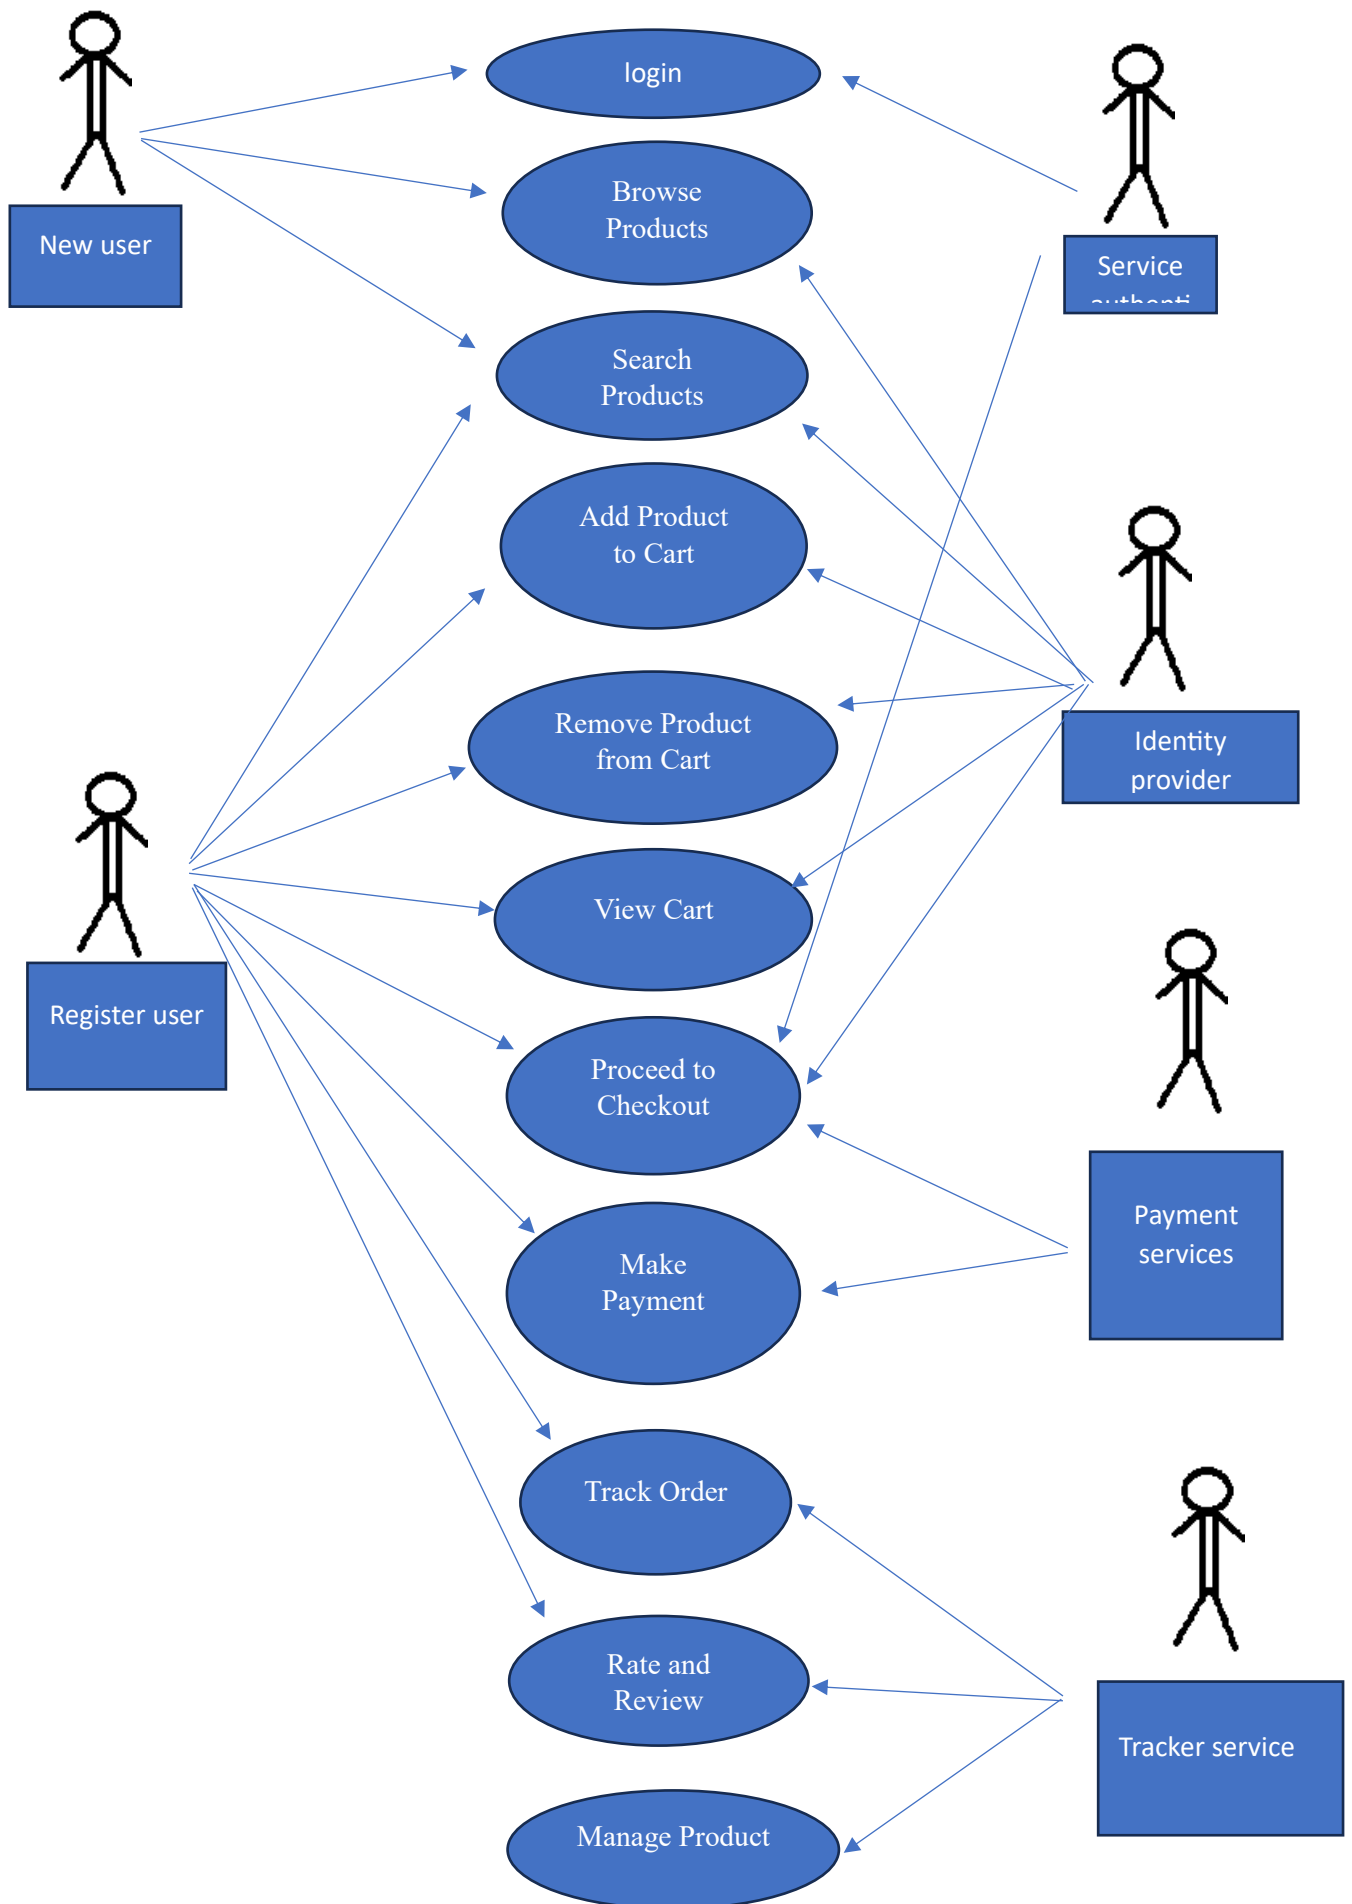 login
Browse
Products
New user
Service
Search
Products
Add Product
to Cart
Remove Product
from Cart
Identity
provider
View Cart
Register user
Proceed to
Checkout
Payment
services
Make
Payment
Track Order
Rate and
Review
Tracker service
Manage Product